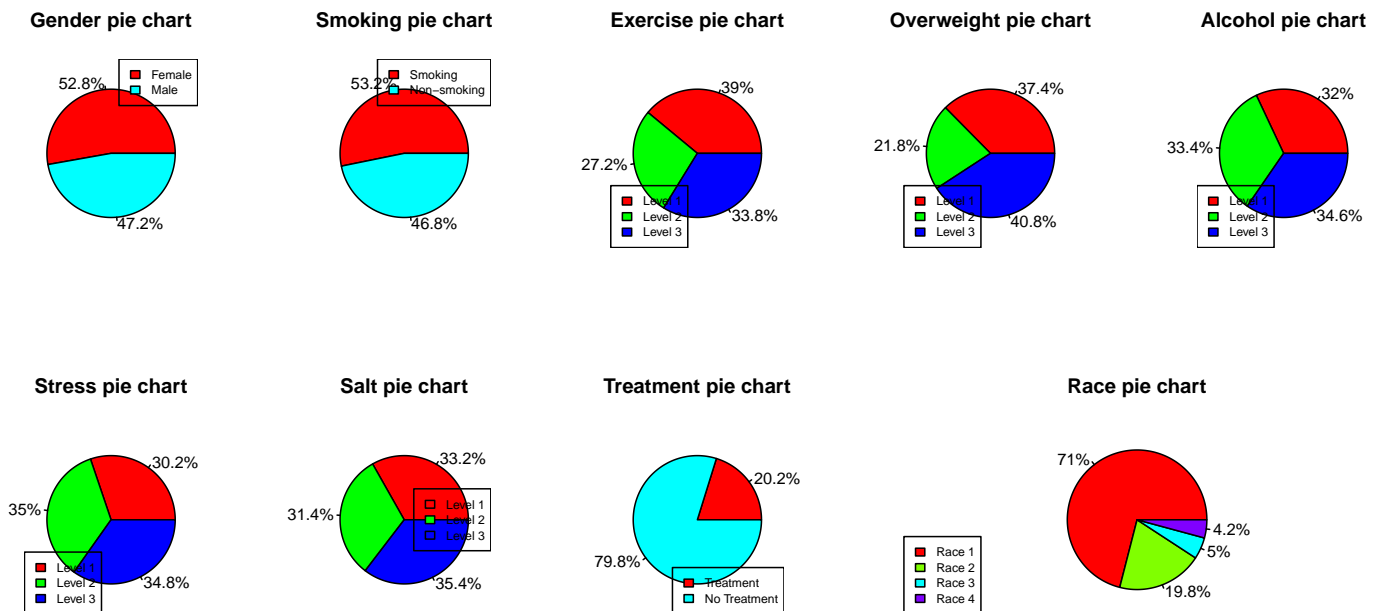 Gender pie chart
52.8%
47.2%
Female
Male
Smoking pie chart
53.2%
46.8%
Smoking
Non−smoking
Exercise pie chart
39%
27.2%
33.8%
Level 1
Level 2
Level 3
Overweight pie chart
37.4%
21.8%
40.8%
Level 1
Level 2
Level 3
Alcohol pie chart
32%
33.4%
34.6%
Level 1
Level 2
Level 3
Stress pie chart
30.2%
35%
34.8%
Level 1
Level 2
Level 3
Salt pie chart
33.2%
31.4%
35.4%
Level 1
Level 2
Level 3
Treatment pie chart
20.2%
79.8%
Treatment
No Treatment
Race pie chart
71%
19.8%
5%
4.2%
Race 1
Race 2
Race 3
Race 4